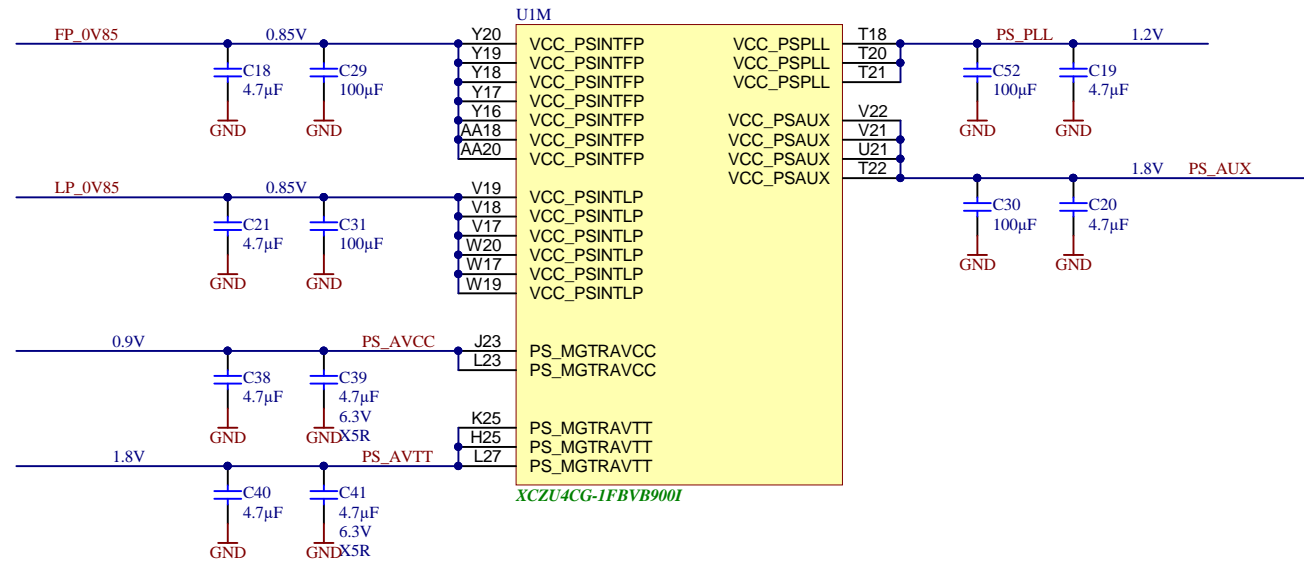 U1M
FP_0V85 0.85V Y20 VCC_PSINTFP VCC_PSPLL T18 PS_PLL 1.2V
Y19 VCC_PSINTFP VCC_PSPLL T20
C18 C29 Y18 VCC_PSINTFP VCC_PSPLL T21 C52 C19
4.7µF 100µF Y17 VCC_PSINTFP 100µF 4.7µF
Y16 VCC_PSINTFP VCC_PSAUX V22
GND GND AA18 VCC_PSINTFP VCC_PSAUX V21 GND GND
AA20 VCC_PSINTFP VCC_PSAUX U21
VCC_PSAUX T22 1.8V PS_AUX
LP_0V85 0.85V V19 VCC_PSINTLP
V18 VCC_PSINTLP C30 C20
C21 C31 V17 VCC_PSINTLP 100µF 4.7µF
4.7µF 100µF W20 VCC_PSINTLP
W17 VCC_PSINTLP GND GND
GND GND W19 VCC_PSINTLP
0.9V PS_AVCC J23 PS_MGTRAVCC
L23 PS_MGTRAVCC
C38 C39
4.7µF 4.7µF
6.3V
K25 PS_MGTRAVTT
GND GND X5R H25 PS_MGTRAVTT
1.8V PS_AVTT L27 PS_MGTRAVTT
C40 C41 XCZU4CG-1FBVB900I
4.7µF 4.7µF
6.3V
GND GND X5R